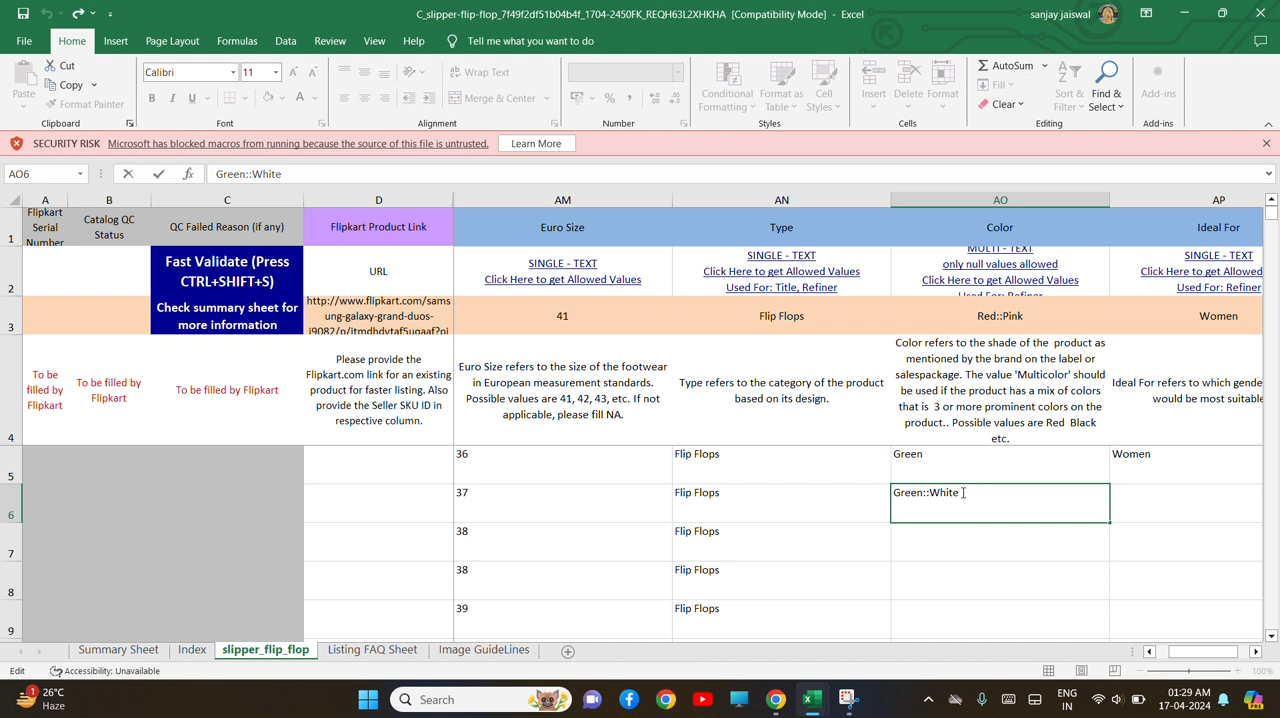 C_slipper-flip-flop_7f49f2df51b04b4f_1704-2450FK_REQH63L2XHKHA [Compatibility Mode] - Excel
sanjay jaiswal
File Home Insert Page Layout Formulas Data Review View Help Tell me what you want to do
Paste
Cut
Copy
Format Painter
Clipboard
Calibri 11
B I U
Font
Wrap Text
Merge & Center
Alignment
Number
Conditional Formatting
Format as Table
Cell Styles
Styles
Insert
Delete
Format
Cells
AutoSum
Fill
Clear
Sort & Filter
Find & Select
Editing
Add-ins
Add-ins
SECURITY RISK Microsoft has blocked macros from running because the source of this file is untrusted. Learn More
AO6 fx Green::White
A B C D AM AN AO AP
1 Flipkart Serial Number
Catalog QC Status
QC Failed Reason (if any)
Flipkart Product Link
Euro Size
Type
Color
Ideal For
2
Fast Validate (Press CTRL+SHIFT+S)
URL
SINGLE - TEXT
Click Here to get Allowed Values
SINGLE - TEXT
Click Here to get Allowed Values
Used For: Title, Refiner
MULTI - TEXT
only null values allowed
Click Here to get Allowed Values
Used For: Refiner
SINGLE - TEXT
Click Here to get Allowed
Used For: Refiner
3
Check summary sheet for more information
http://www.flipkart.com/sams
ung-galaxy-grand-duos-
i9082/p/itmdhdvtaf5ugaaf?pi
41
Flip Flops
Red::Pink
Women
4
To be filled by Flipkart
To be filled by Flipkart
To be filled by Flipkart
Please provide the
Flipkart.com link for an existing
product for faster listing. Also
provide the Seller SKU ID in
respective column.
Euro Size refers to the size of the footwear
in European measurement standards.
Possible values are 41, 42, 43, etc. If not
applicable, please fill NA.
Type refers to the category of the product
based on its design.
Color refers to the shade of the product as
mentioned by the brand on the label or
salespackage. The value 'Multicolor' should
be used if the product has a mix of colors
that is 3 or more prominent colors on the
product.. Possible values are Red Black
etc.
Ideal For refers to which gende
would be most suitable
5 36 Flip Flops Green Women
6 37 Flip Flops Green::White
7 38 Flip Flops
8 38 Flip Flops
9 39 Flip Flops
Summary Sheet Index slipper_flip_flop Listing FAQ Sheet Image GuideLines
Edit Accessibility: Unavailable 100%
26°C
Haze
1
Search
ENG
IN
01:29 AM
17-04-2024